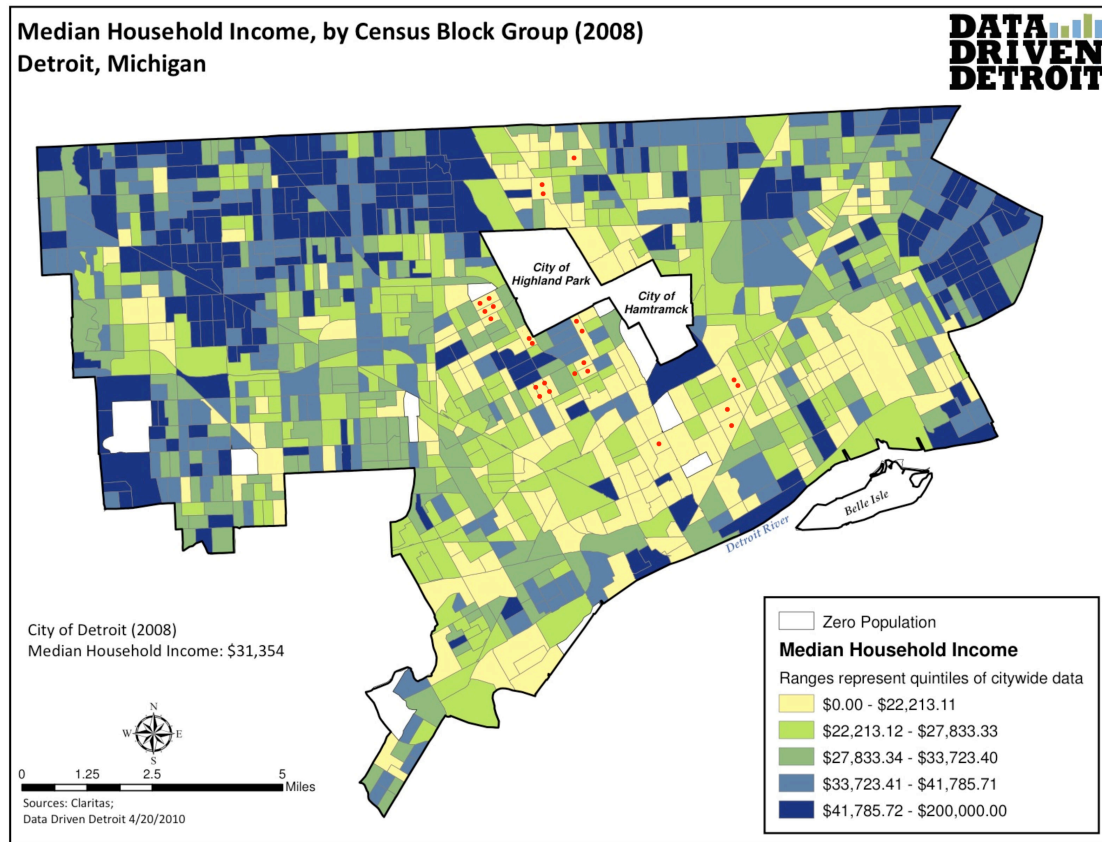 Median Household Income, by Census Block Group (2008)
Detroit, Michigan
DATA
DRIVEN
DETROIT
City of
Highland Park
City of
Hamtramck
Belle Isle
Detroit River
City of Detroit (2008)
Median Household Income: $31,354
N
W
E
S
0 1.25 2.5 5
Miles
Sources: Claritas;
Data Driven Detroit 4/20/2010
Zero Population
Median Household Income
Ranges represent quintiles of citywide data
$0.00 - $22,213.11
$22,213.12 - $27,833.33
$27,833.34 - $33,723.40
$33,723.41 - $41,785.71
$41,785.72 - $200,000.00